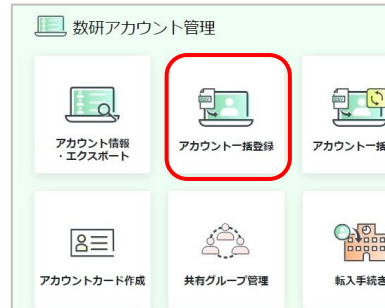 数研アカウント管理
アカウント情報
・エクスポート
アカウント一括登録
アカウント一括
アカウントカード作成
共有グループ管理
転入手続き